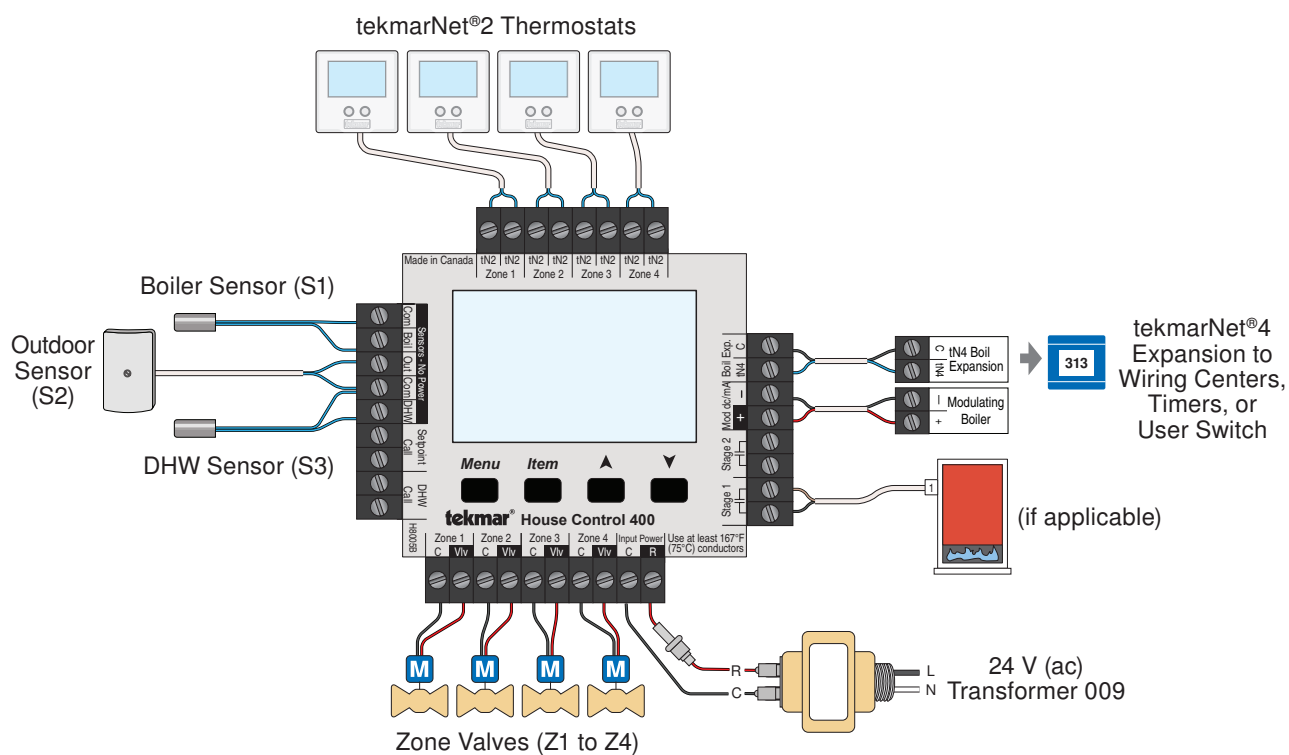 tekmarNet®2 Thermostats
Made in Canada
tN2 tN2 tN2 tN2 tN2 tN2 tN2 tN2
Zone 1 Zone 2 Zone 3 Zone 4
Boiler Sensor (S1)
Outdoor
Sensor
(S2)
DHW Sensor (S3)
Com
Boil
Out
Com
DHW
Sensors - No Power
Setpoint
Call
DHW
Call
H8005B
Menu Item
tekmar® House Control 400
C
tN4
Boil Exp.
–
+
Mod dc/mA
Stage 2
Stage 1
C
tN4
tN4 Boil
Expansion
–
+
Modulating
Boiler
313
tekmarNet®4
Expansion to
Wiring Centers,
Timers, or
User Switch
1
(if applicable)
Zone 1 Zone 2 Zone 3 Zone 4 Input Power
C Vlv C Vlv C Vlv C Vlv C R
Use at least 167°F
(75°C) conductors
M M M M
Zone Valves (Z1 to Z4)
R
C
L
N
24 V (ac)
Transformer 009